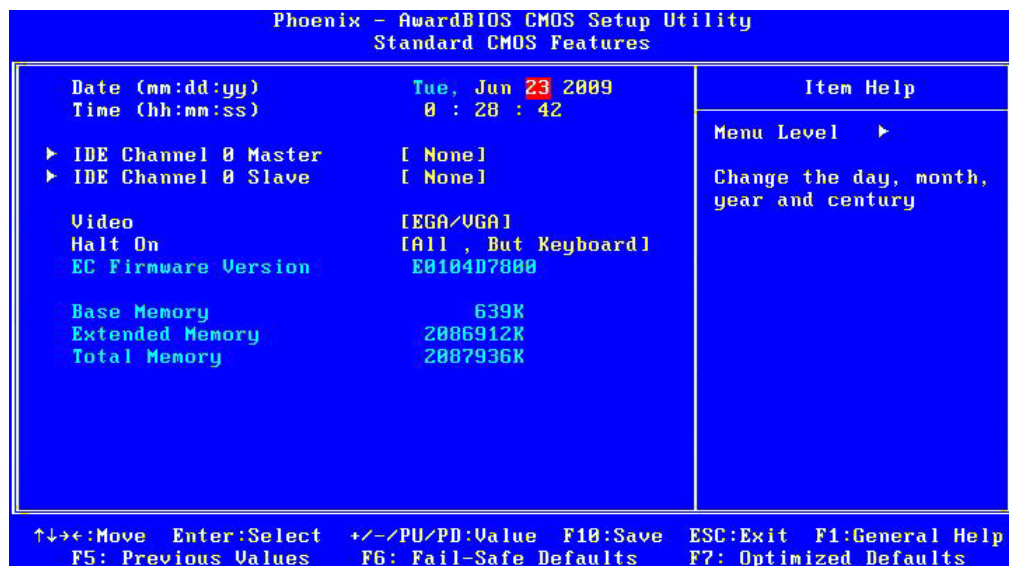 Phoenix - AwardBIOS CMOS Setup Utility
Standard CMOS Features
Date (mm:dd:yy) Tue, Jun 23 2009
Time (hh:mm:ss) 0 : 28 : 42
► IDE Channel 0 Master [ None]
► IDE Channel 0 Slave [ None]
Video [EGA/VGA]
Halt On [All , But Keyboard]
EC Firmware Version E0104D7800
Base Memory 639K
Extended Memory 2086912K
Total Memory 2087936K
Item Help
Menu Level ►
Change the day, month,
year and century
↑↓→←:Move Enter:Select +/-/PU/PD:Value F10:Save ESC:Exit F1:General Help
F5: Previous Values F6: Fail-Safe Defaults F7: Optimized Defaults